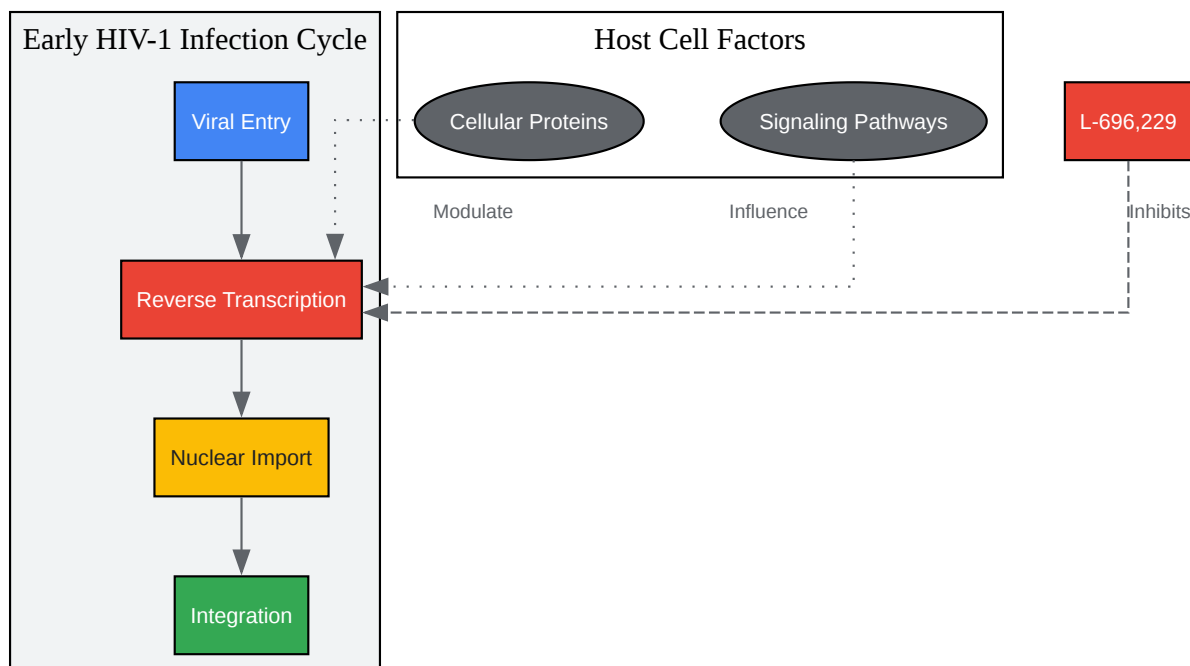 Early HIV-1 Infection Cycle
Host Cell Factors
Viral Entry
Cellular Proteins
Signaling Pathways
L-696,229
Modulate
Influence
Inhibits
Reverse Transcription
Nuclear Import
Integration